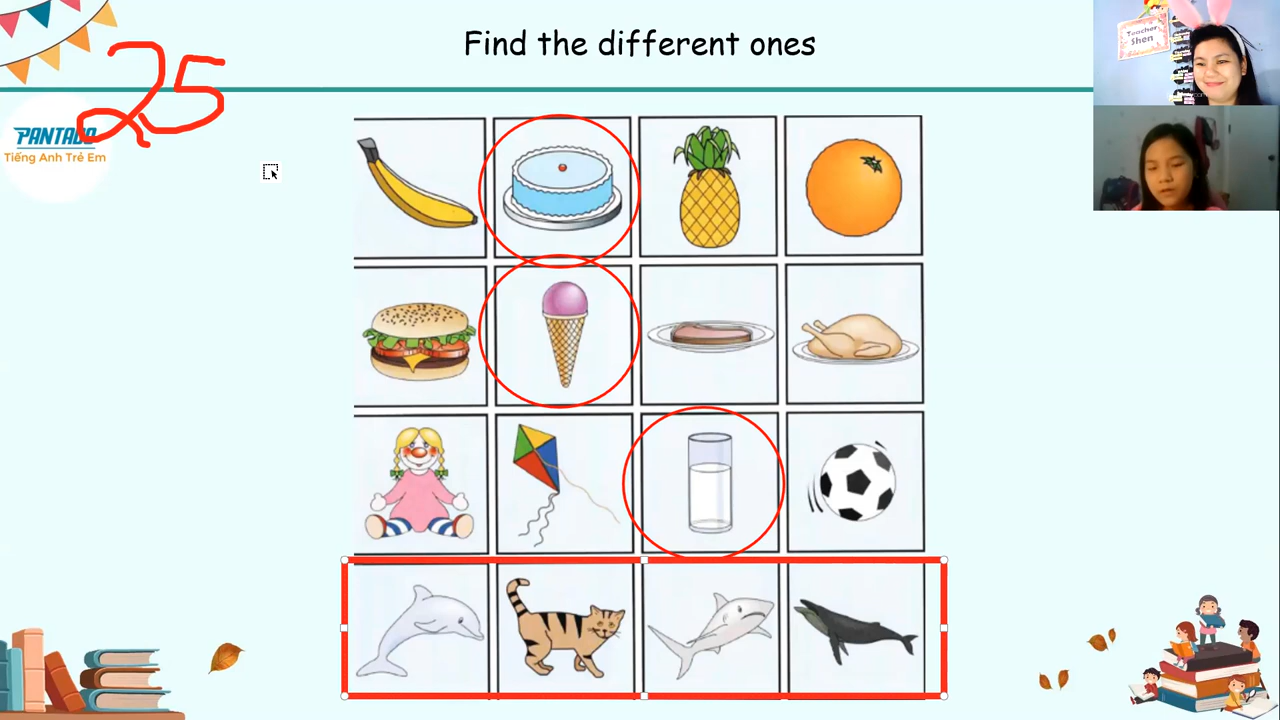 Find the different ones
25
PANTADO
Tiếng Anh Trẻ Em
Teacher
Shen